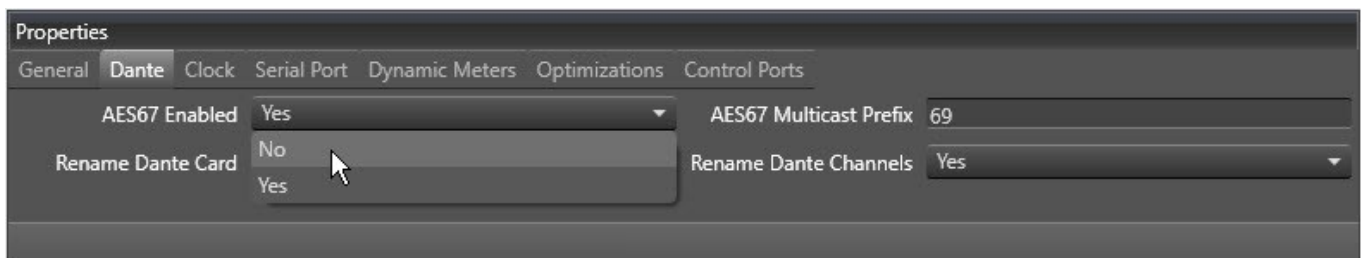 Properties
General Dante Clock Serial Port Dynamic Meters Optimizations Control Ports
AES67 Enabled Yes AES67 Multicast Prefix 69
No
Rename Dante Card Rename Dante Channels Yes
Yes